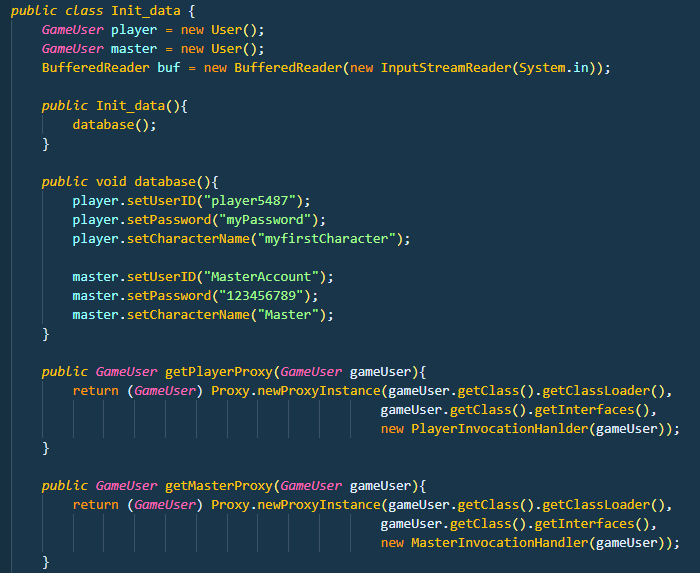 public class Init_data {
    GameUser player = new User();
    GameUser master = new User();
    BufferedReader buf = new BufferedReader(new InputStreamReader(System.in));

    public Init_data(){
        database();
    }

    public void database(){
        player.setUserID("player5487");
        player.setPassword("myPassword");
        player.setCharacterName("myfirstCharacter");

        master.setUserID("MasterAccount");
        master.setPassword("123456789");
        master.setCharacterName("Master");
    }

    public GameUser getPlayerProxy(GameUser gameUser){
        return (GameUser) Proxy.newProxyInstance(gameUser.getClass().getClassLoader(),
                                                gameUser.getClass().getInterfaces(),
                                                new PlayerInvocationHanlder(gameUser));
    }

    public GameUser getMasterProxy(GameUser gameUser){
        return (GameUser) Proxy.newProxyInstance(gameUser.getClass().getClassLoader(),
                                                gameUser.getClass().getInterfaces(),
                                                new MasterInvocationHandler(gameUser));
    }